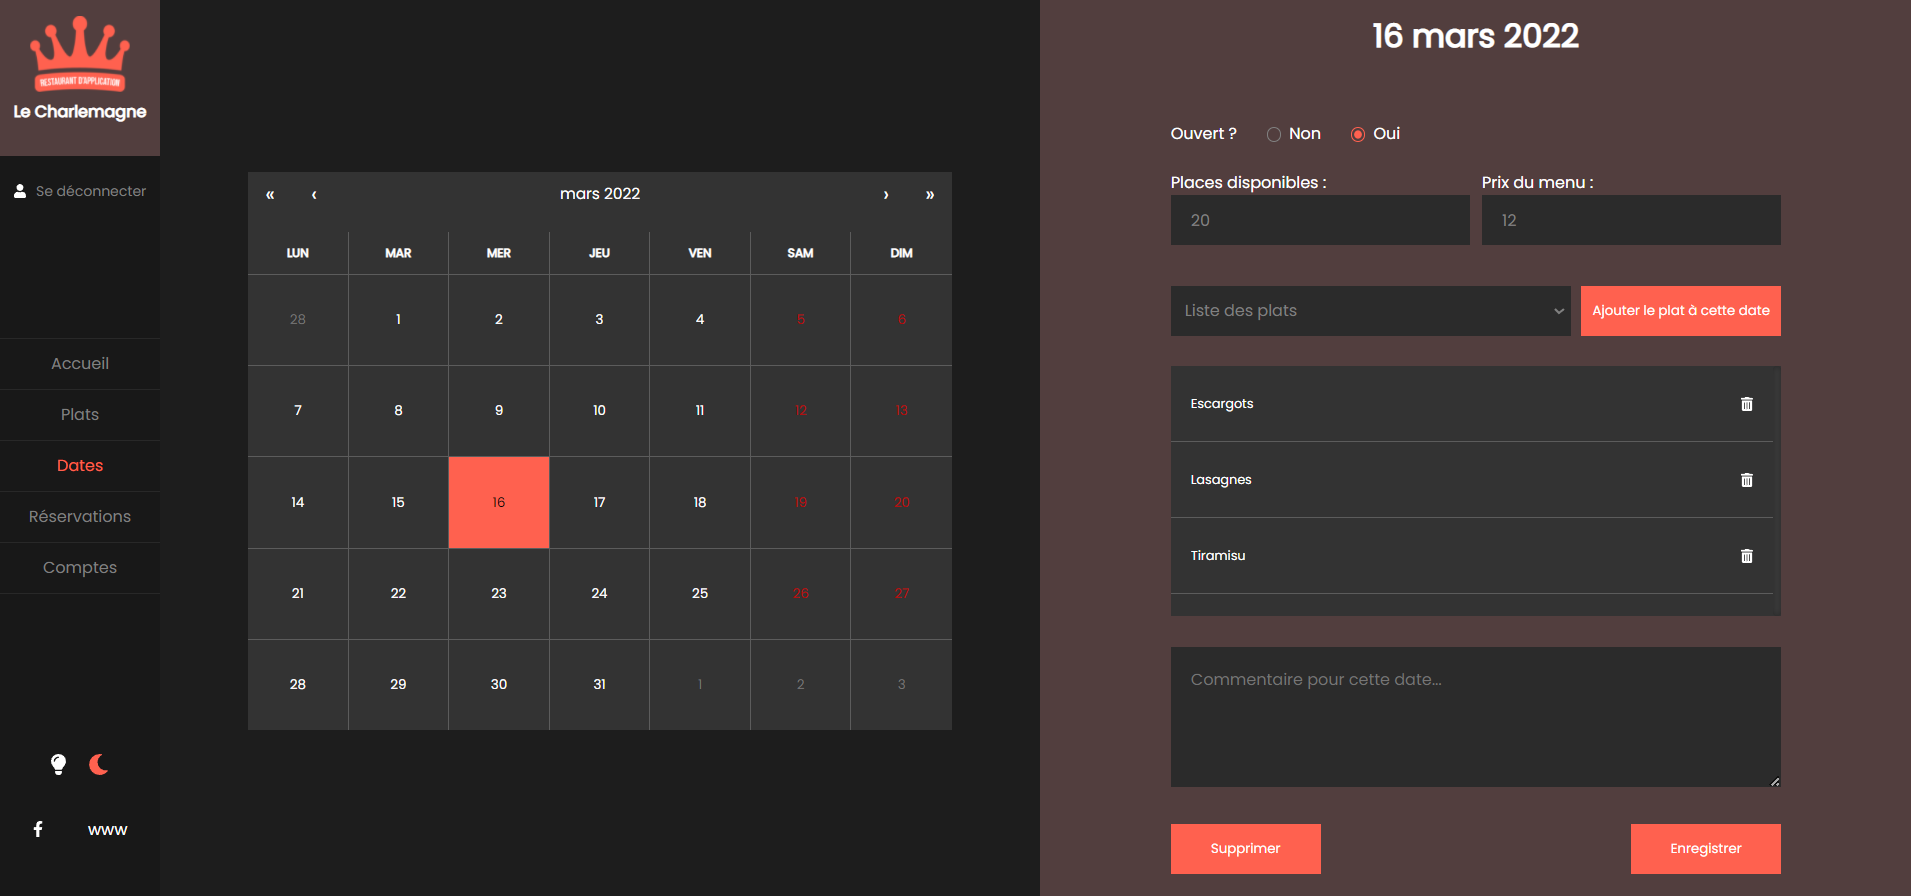 RESTAURANT D'APPLICATION
Le Charlemagne
Se déconnecter
Accueil
Plats
Dates
Réservations
Comptes
www
« ‹ mars 2022 › »
LUN MAR MER JEU VEN SAM DIM
28 1 2 3 4 5 6
7 8 9 10 11 12 13
14 15 16 17 18 19 20
21 22 23 24 25 26 27
28 29 30 31 1 2 3
16 mars 2022
Ouvert ? Non Oui
Places disponibles : Prix du menu :
20 12
Liste des plats Ajouter le plat à cette date
Escargots
Lasagnes
Tiramisu
Commentaire pour cette date...
Supprimer Enregistrer